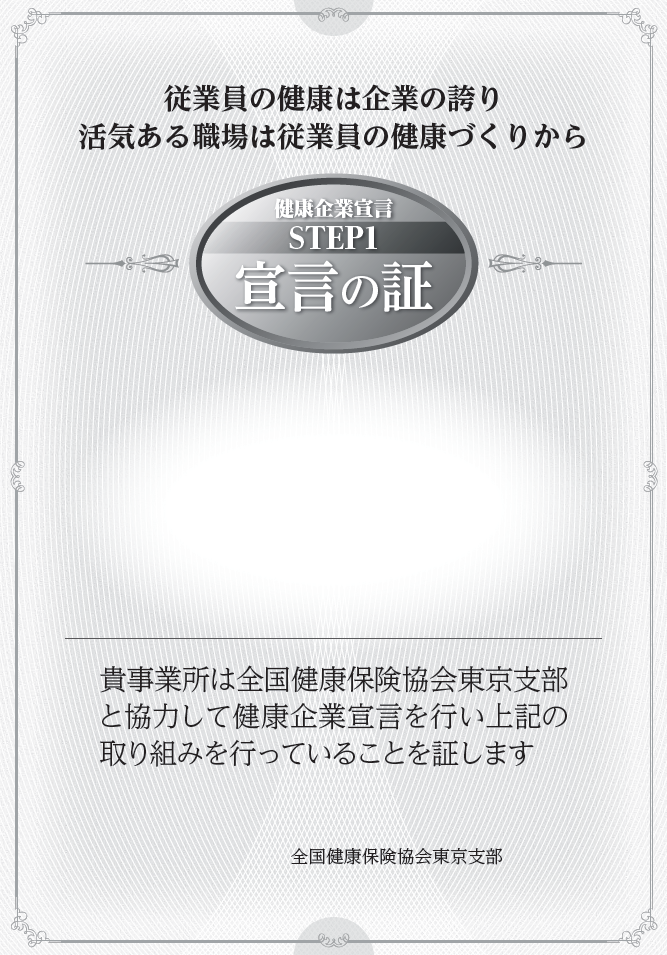 従業員の健康は企業の誇り
活気ある職場は従業員の健康づくりから
健康企業宣言
STEP1
宣言の証
貴事業所は全国健康保険協会東京支部
と協力して健康企業宣言を行い上記の
取り組みを行っていることを証します
全国健康保険協会東京支部